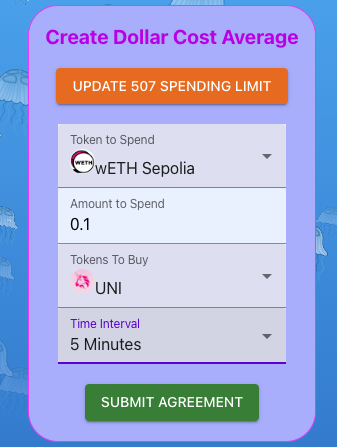 Create Dollar Cost Average
UPDATE 507 SPENDING LIMIT
Token to Spend
WETH wETH Sepolia
Amount to Spend
0.1
Tokens To Buy
UNI
Time Interval
5 Minutes
SUBMIT AGREEMENT